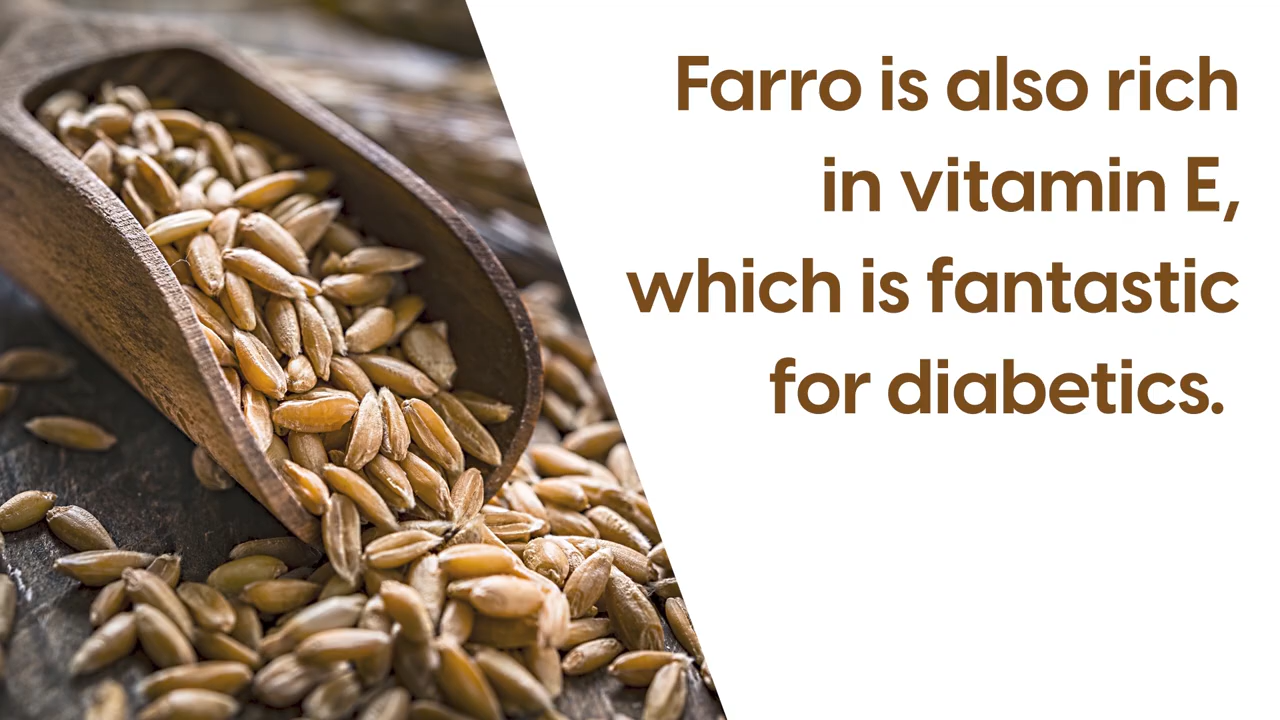 Farro is also rich
in vitamin E,
which is fantastic
for diabetics.